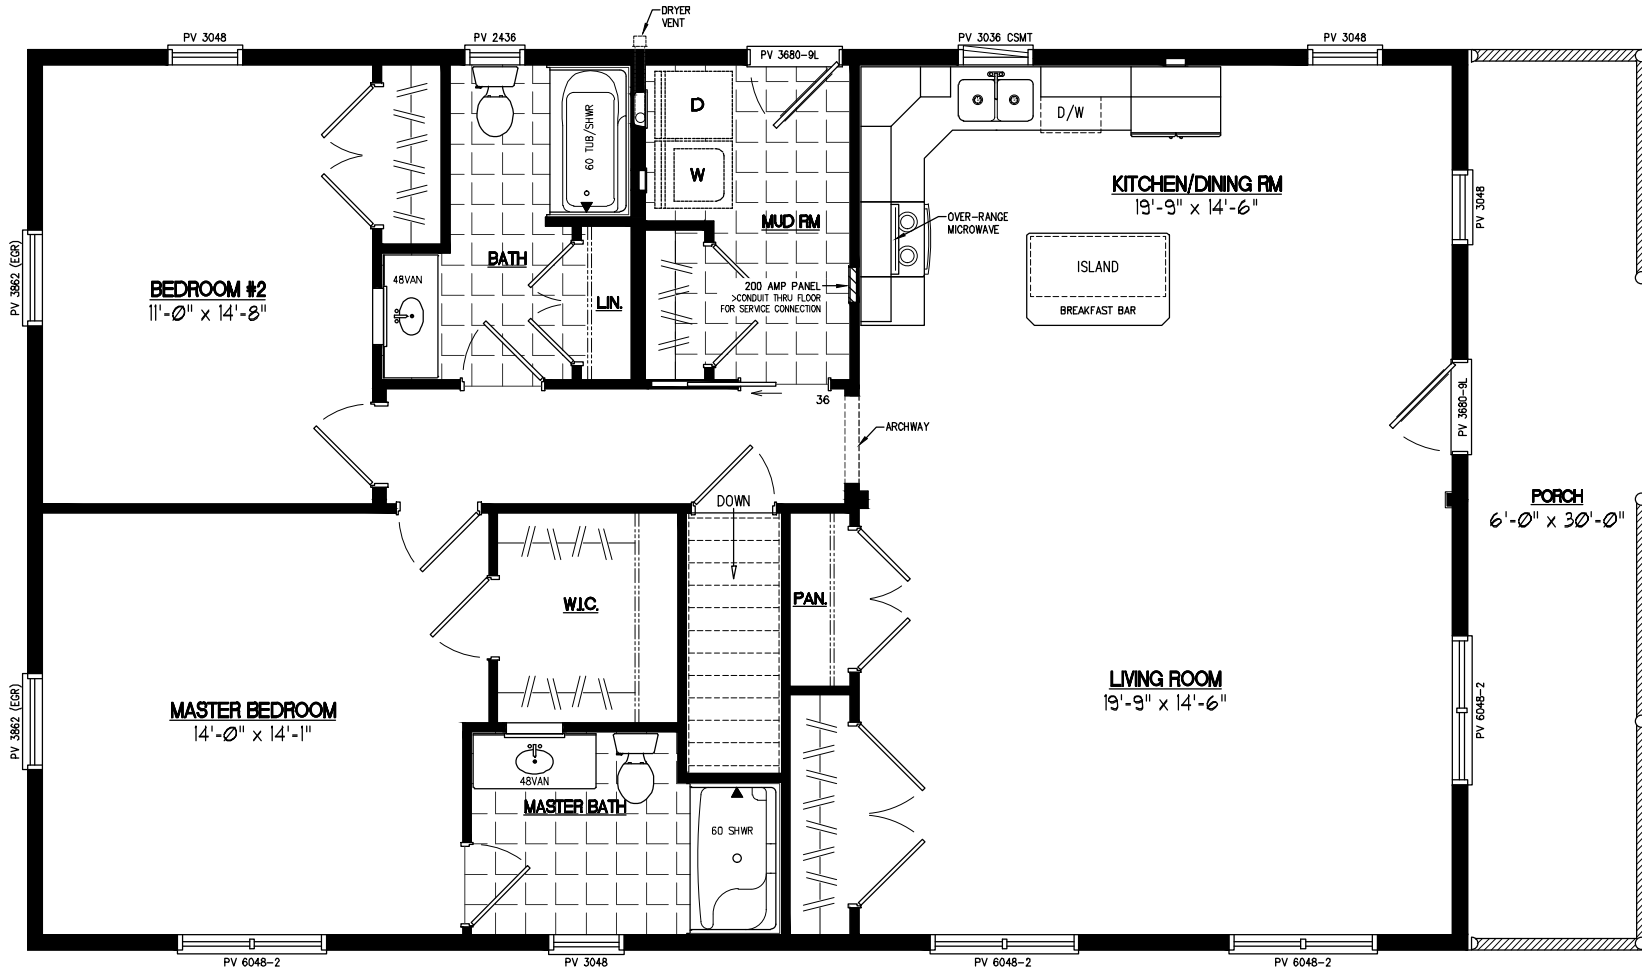 DRYER
VENT
PV 3048
PV 2436
PV 3680-9L
PV 3036 CSMT
PV 3048
D
W
60 TUB/SHWR
D/W
KITCHEN/DINING RM
19'-9" x 14'-6"
PV 3048
OVER-RANGE
MICROWAVE
MUD RM
BATH
PV 3862 (EGR)
BEDROOM #2
11'-0" x 14'-8"
48VAN
LIN.
200 AMP PANEL
>CONDUIT THRU FLOOR
FOR SERVICE CONNECTION
ISLAND
BREAKFAST BAR
36
ARCHWAY
PV 3680-9L
DOWN
PORCH
6'-0" x 30'-0"
W.I.C.
PAN.
PV 3862 (EGR)
MASTER BEDROOM
14'-0" x 14'-1"
LIVING ROOM
19'-9" x 14'-6"
PV 6048-2
48VAN
MASTER BATH
60 SHWR
PV 6048-2
PV 3048
PV 6048-2
PV 6048-2